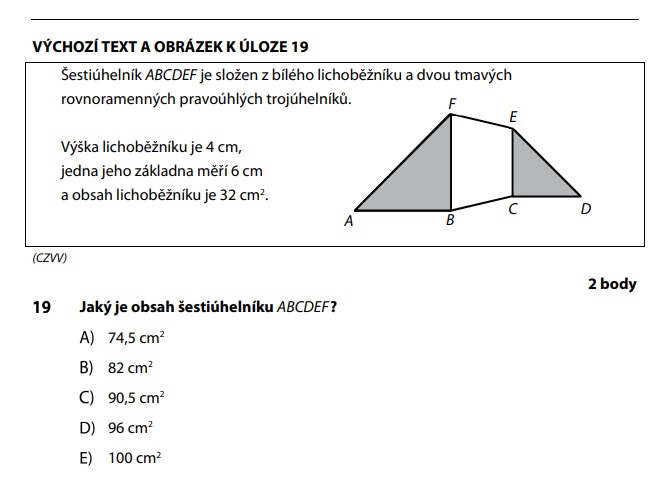 VÝCHOZÍ TEXT A OBRÁZEK K ÚLOZE 19
Šestiúhelník ABCDEF je složen z bílého lichoběžníku a dvou tmavých
rovnoramenných pravoúhlých trojúhelníků.
Výška lichoběžníku je 4 cm,
jedna jeho základna měří 6 cm
a obsah lichoběžníku je 32 cm².
F
E
A
B
C
D
(CZVV)
2 body
19 Jaký je obsah šestiúhelníku ABCDEF?
A) 74,5 cm²
B) 82 cm²
C) 90,5 cm²
D) 96 cm²
E) 100 cm²